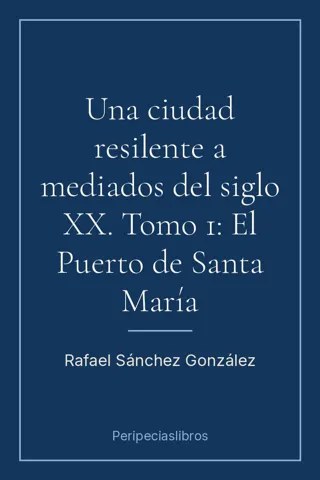 Una ciudad
resilente a
mediados del siglo
XX. Tomo 1: El
Puerto de Santa
María
Rafael Sánchez González
Peripeciaslibros